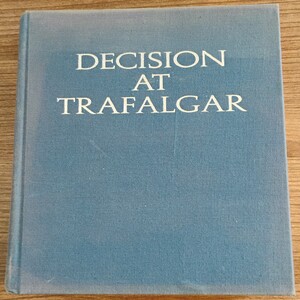 DECISION
AT
TRAFALGAR